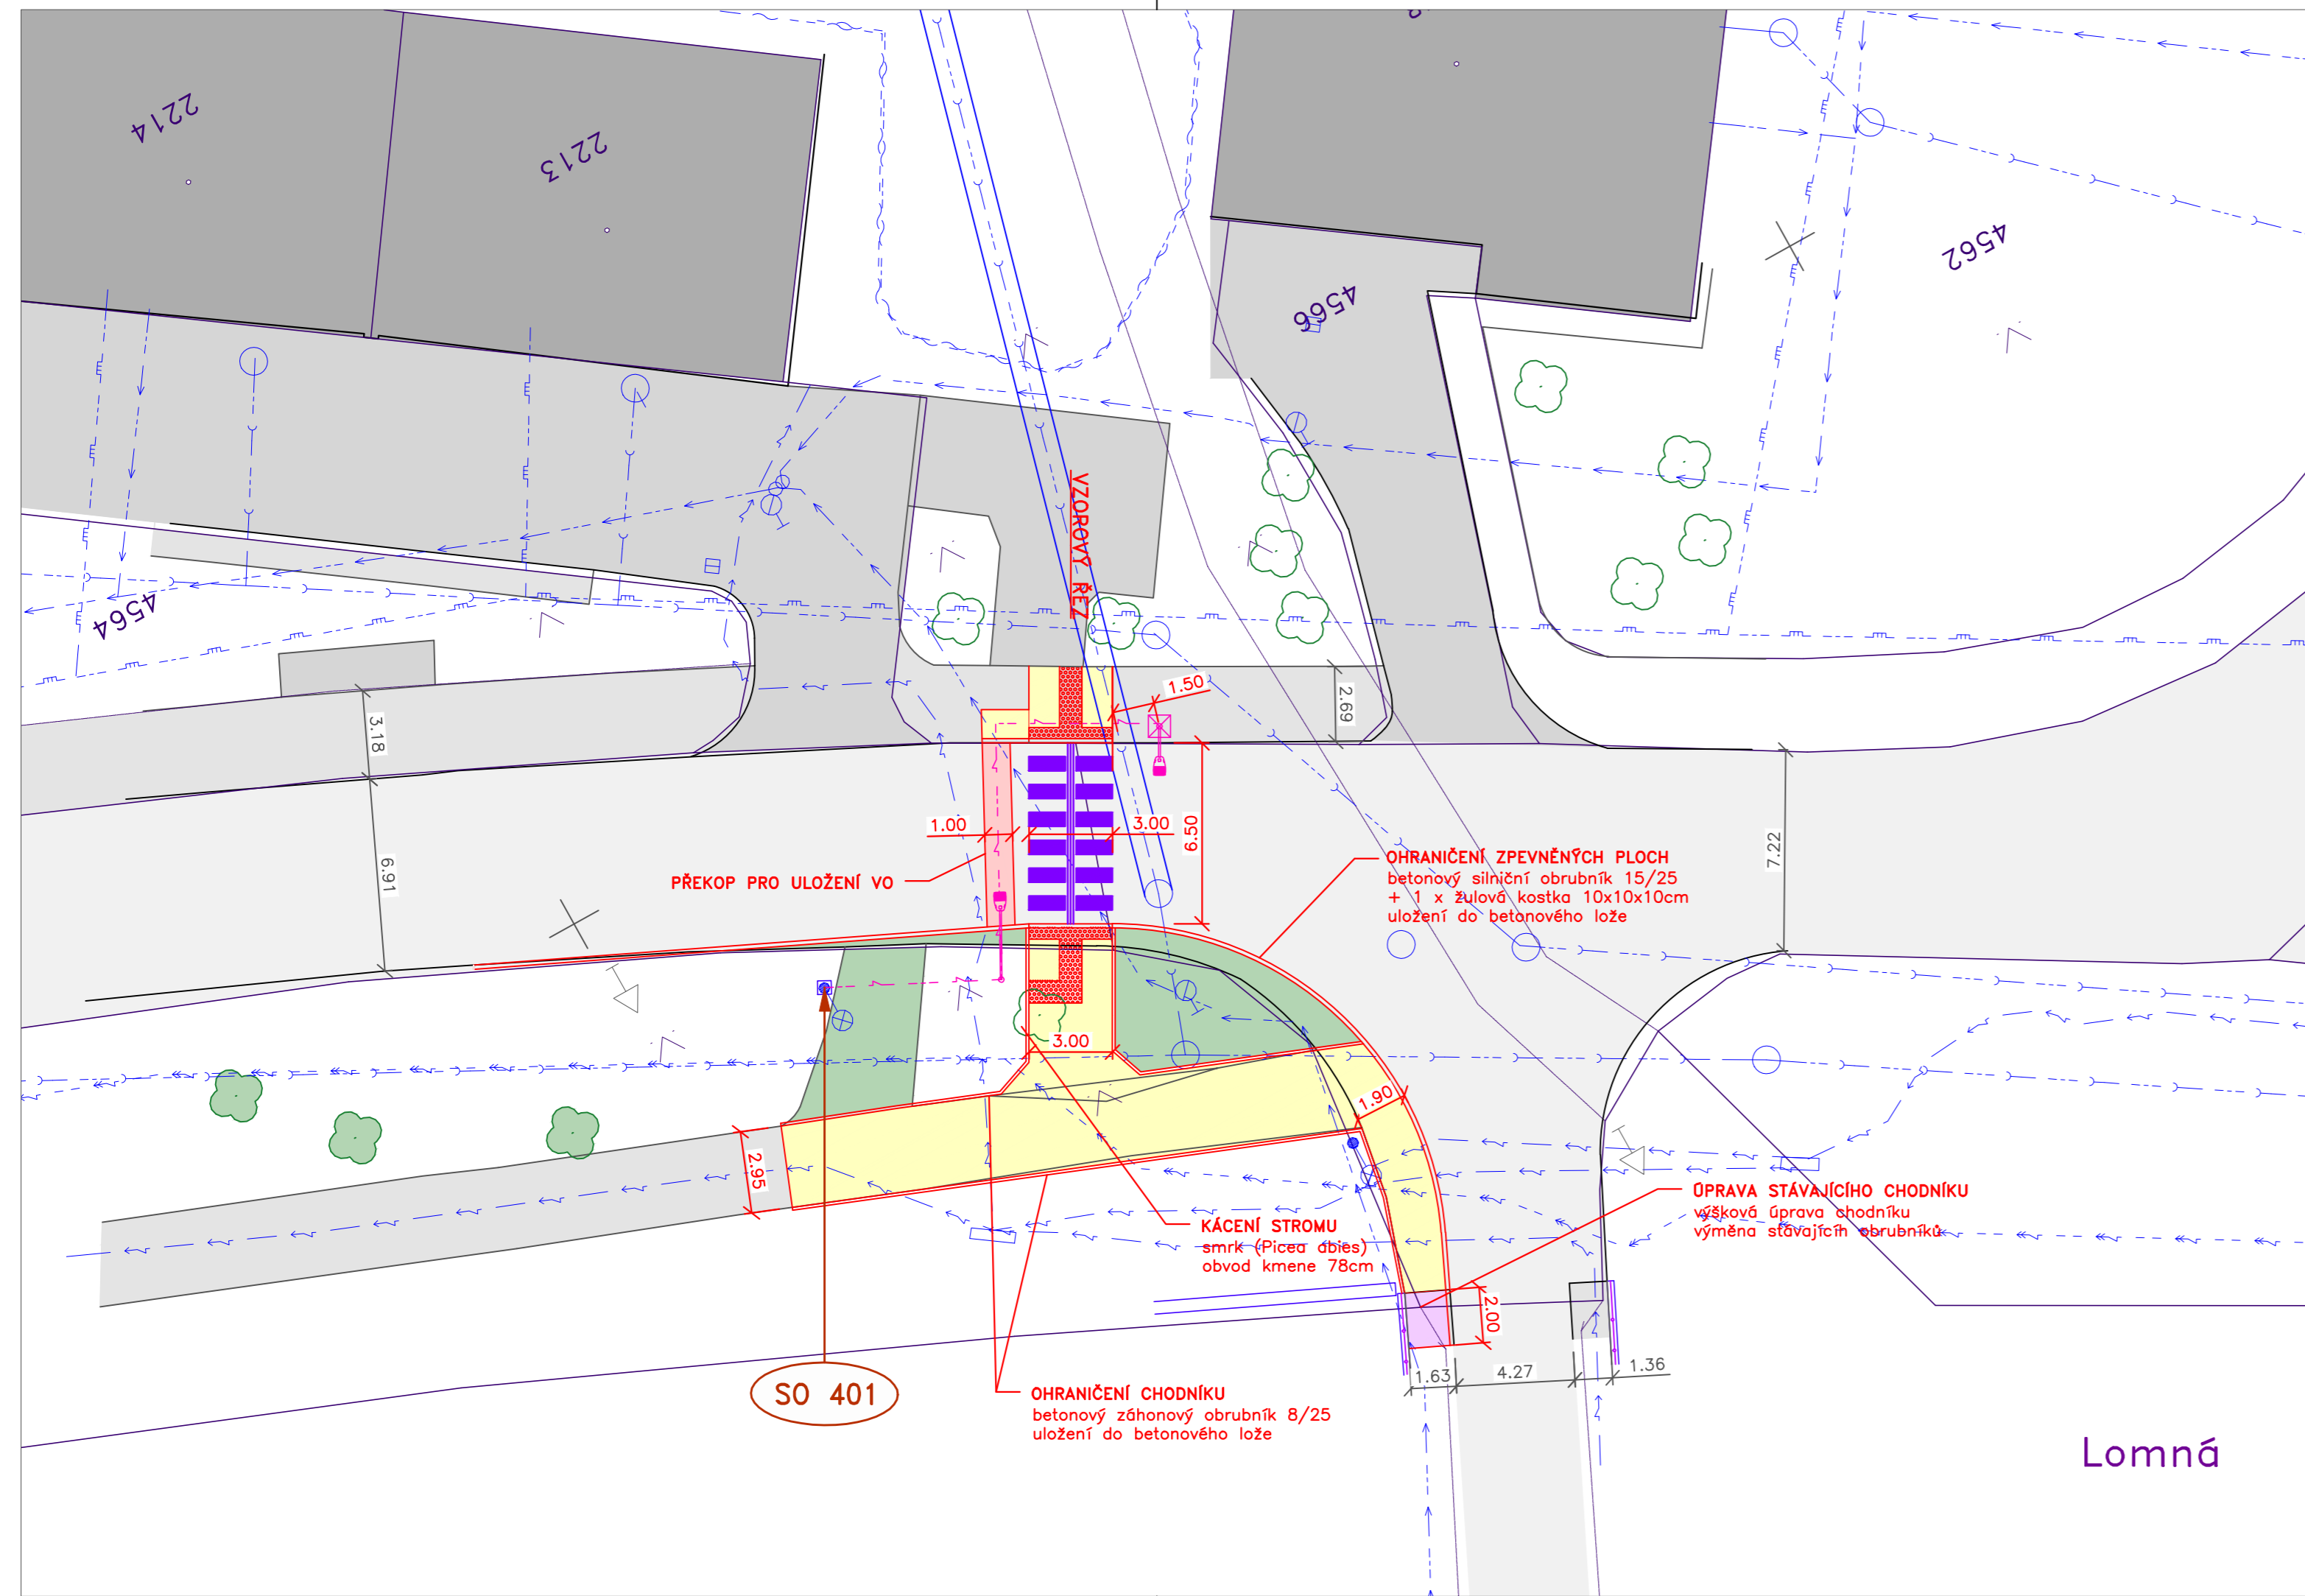 2214
2213
4566
4562
4564
VZOROVÝ ŘEZ
1.50
2.69
3.18
6.91
1.00
3.00
6.50
7.22
PŘEKOP PRO ULOŽENÍ VO
OHRANIČENÍ ZPEVNĚNÝCH PLOCH
betonový silniční obrubník 15/25
+ 1 x žulová kostka 10x10x10cm
uložení do betonového lože
3.00
1.90
2.95
ÚPRAVA STÁVAJÍCÍHO CHODNÍKU
výšková úprava chodníku
výměna stávajících obrubníků
KÁCENÍ STROMU
smrk (Picea abies)
obvod kmene 78cm
2.00
1.63
4.27
1.36
SO 401
OHRANIČENÍ CHODNÍKU
betonový záhonový obrubník 8/25
uložení do betonového lože
Lomná